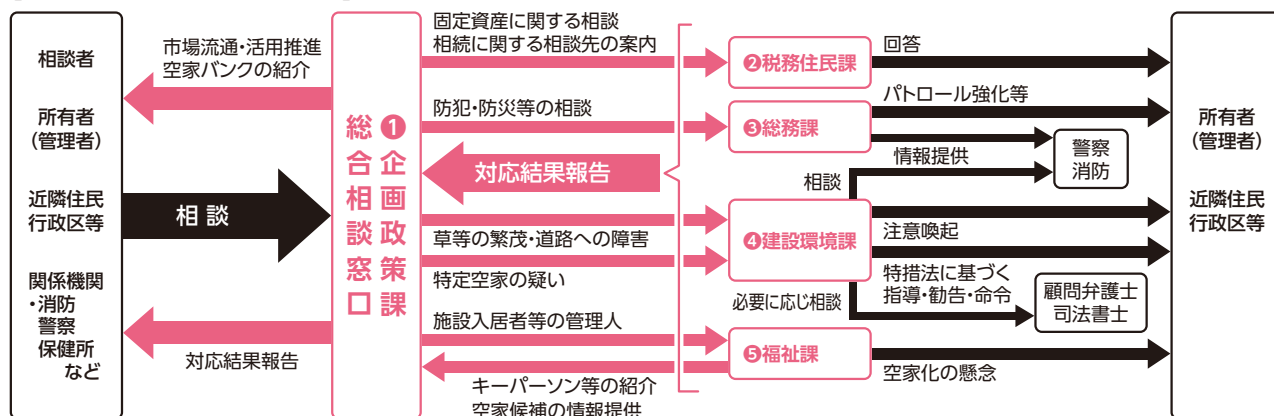 相談者
所有者
(管理者)
近隣住民
行政区等
関係機関
・消防
警察
保健所
など
市場流通・活用推進
空家バンクの紹介
相談
対応結果報告
❶企画政策課
総合相談窓口
固定資産に関する相談
相続に関する相談先の案内
防犯・防災等の相談
対応結果報告
草等の繁茂・道路への障害
特定空家の疑い
施設入居者等の管理人
キーパーソン等の紹介
空家候補の情報提供
❷税務住民課
❸総務課
相談
❹建設環境課
必要に応じ相談
❺福祉課
回答
パトロール強化等
情報提供
警察
消防
注意喚起
特措法に基づく
指導・勧告・命令
顧問弁護士
司法書士
空家化の懸念
所有者
(管理者)
近隣住民
行政区等